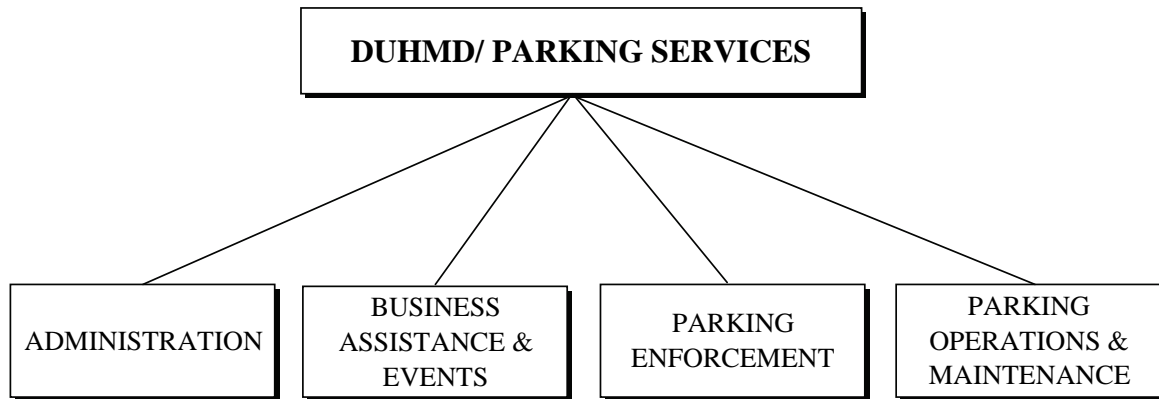 DUHMD/ PARKING SERVICES
ADMINISTRATION
BUSINESS
ASSISTANCE &
EVENTS
PARKING
ENFORCEMENT
PARKING
OPERATIONS &
MAINTENANCE